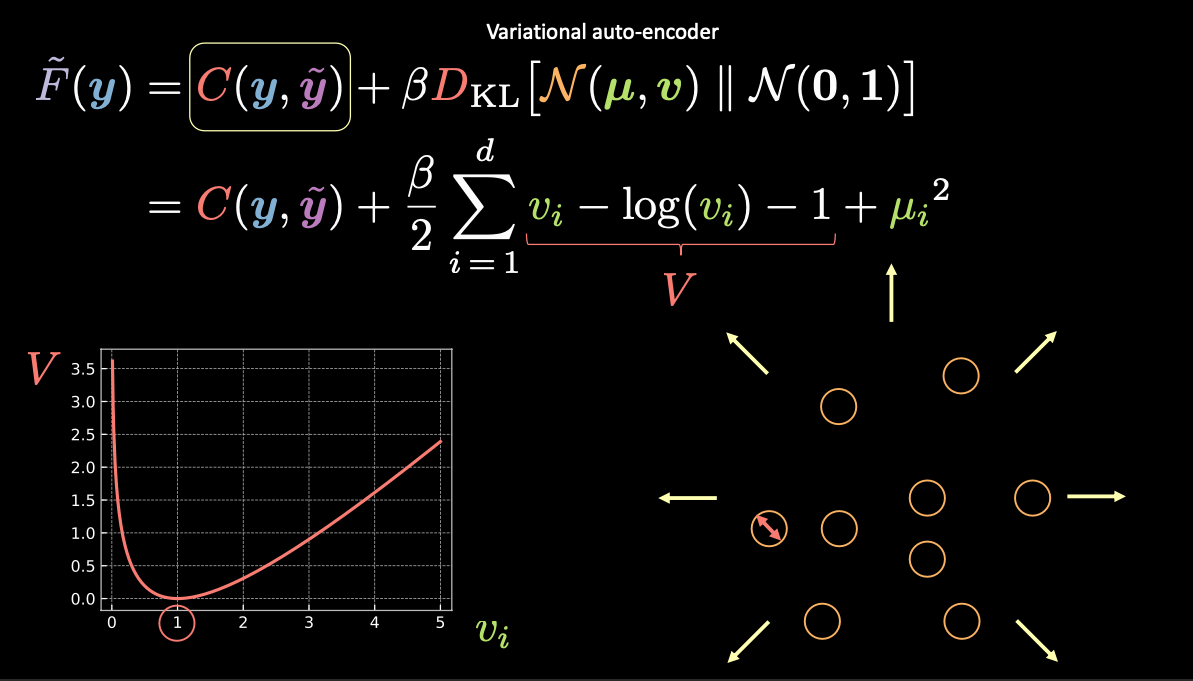 Variational auto-encoder
F̃(y) = C(y, ỹ) + βD_KL[𝒩(μ, v) ∥ 𝒩(0, 1)]
= C(y, ỹ) + β/2 ∑_{i=1}^{d} v_i − log(v_i) − 1 + μ_i²
V
V
3.5
3.0
2.5
2.0
1.5
1.0
0.5
0.0
0 1 2 3 4 5
v_i